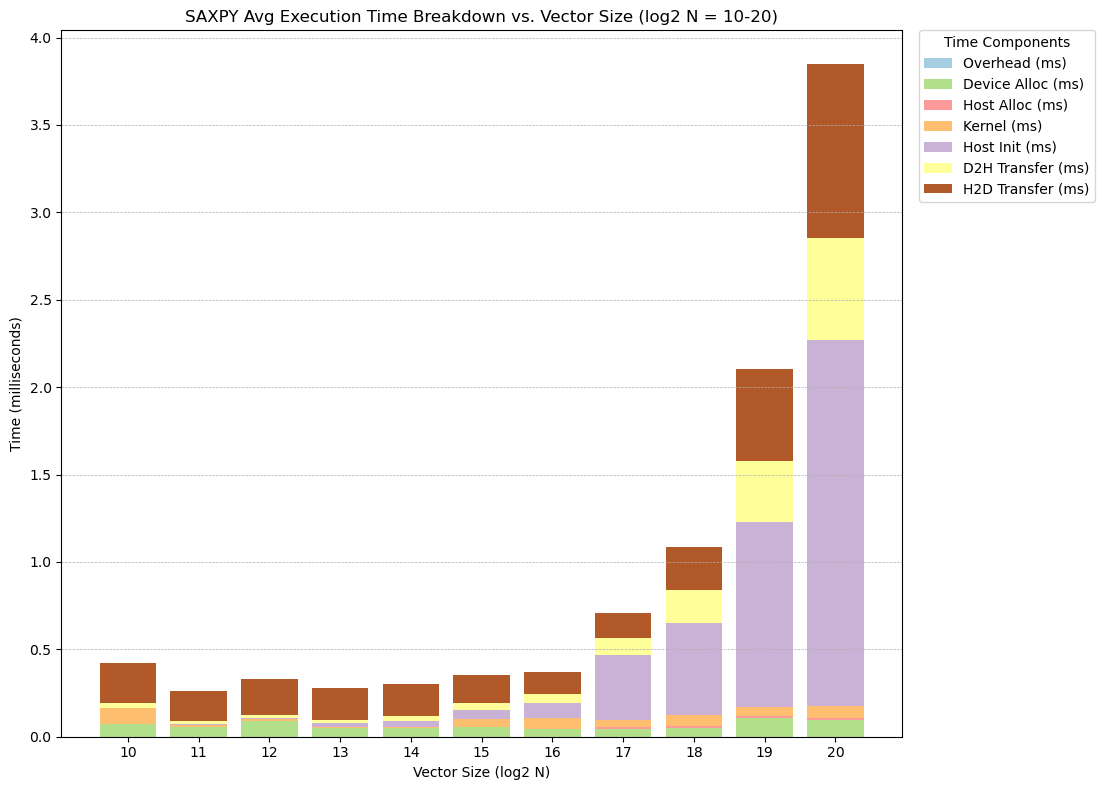 SAXPY Avg Execution Time Breakdown vs. Vector Size (log2 N = 10-20)
Time Components
Overhead (ms)
Device Alloc (ms)
Host Alloc (ms)
Kernel (ms)
Host Init (ms)
D2H Transfer (ms)
H2D Transfer (ms)
Time (milliseconds)
4.0
3.5
3.0
2.5
2.0
1.5
1.0
0.5
0.0
10 11 12 13 14 15 16 17 18 19 20
Vector Size (log2 N)